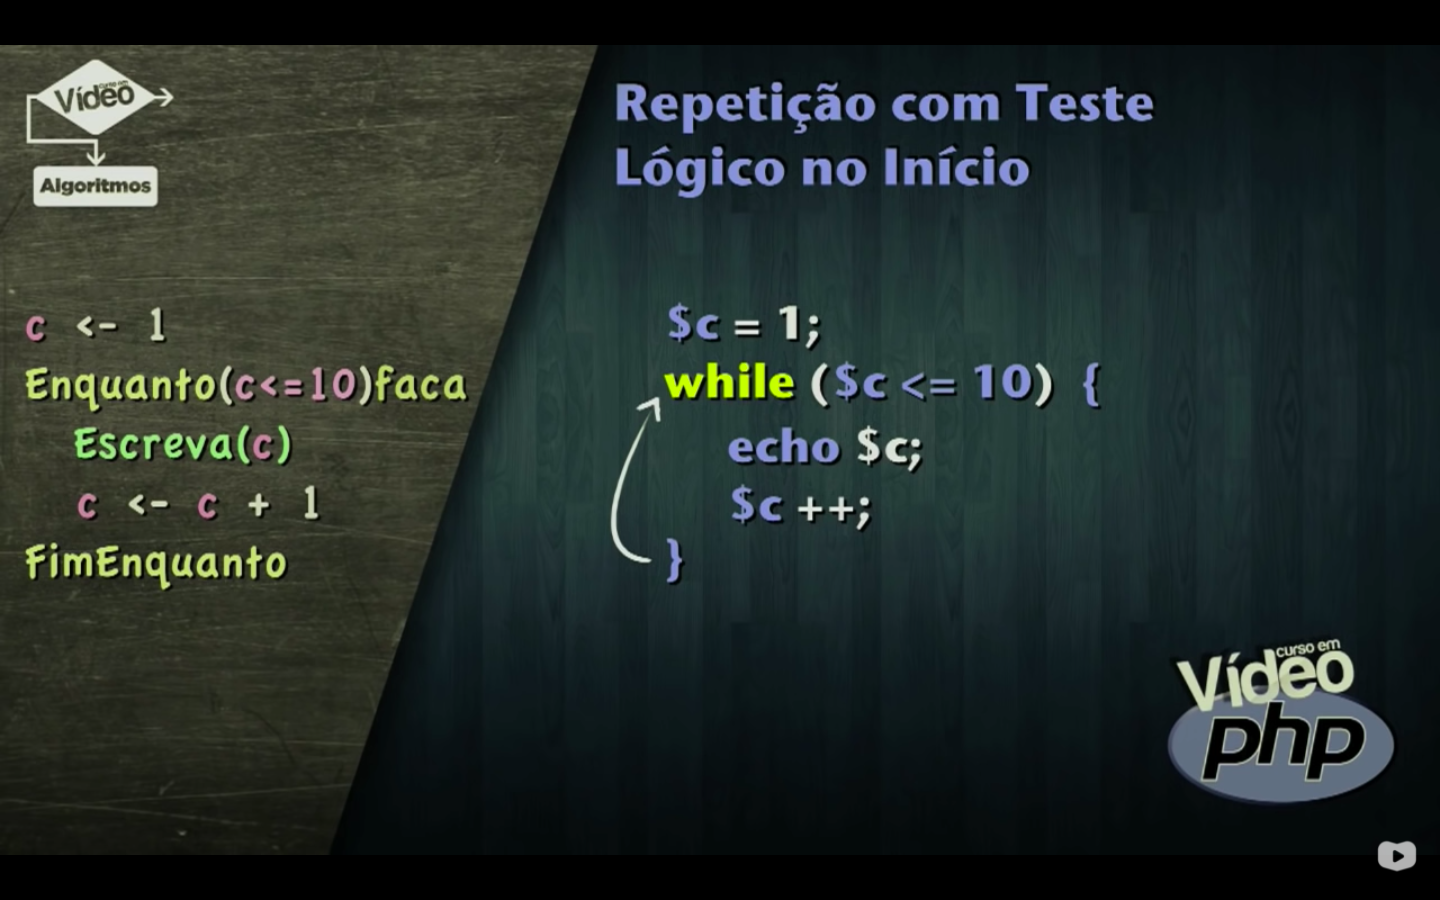 curso em
Vídeo
Algoritmos
c <- 1
Enquanto(c<=10)faca
Escreva(c)
c <- c + 1
FimEnquanto
Repetição com Teste
Lógico no Início
$c = 1;
while ($c <= 10) {
echo $c;
$c ++;
}
curso em
Vídeo
php